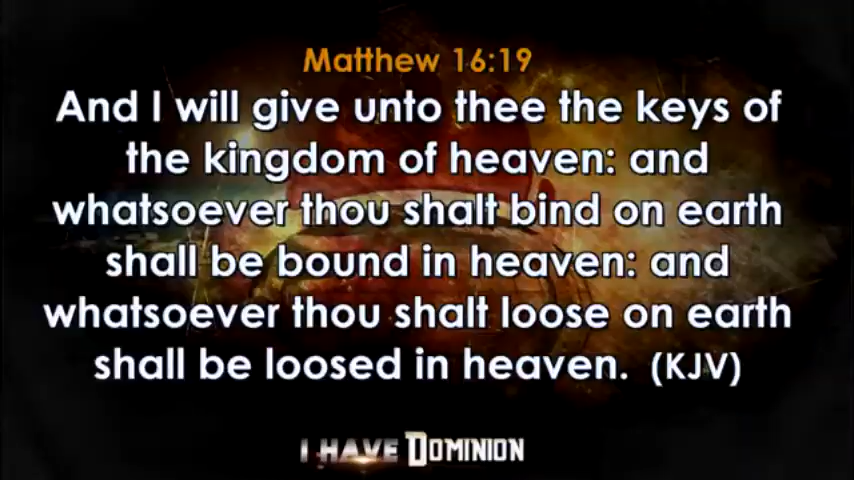 Matthew 16:19
And I will give unto thee the keys of
the kingdom of heaven: and
whatsoever thou shalt bind on earth
shall be bound in heaven: and
whatsoever thou shalt loose on earth
shall be loosed in heaven. (KJV)
I HAVE DOMINION